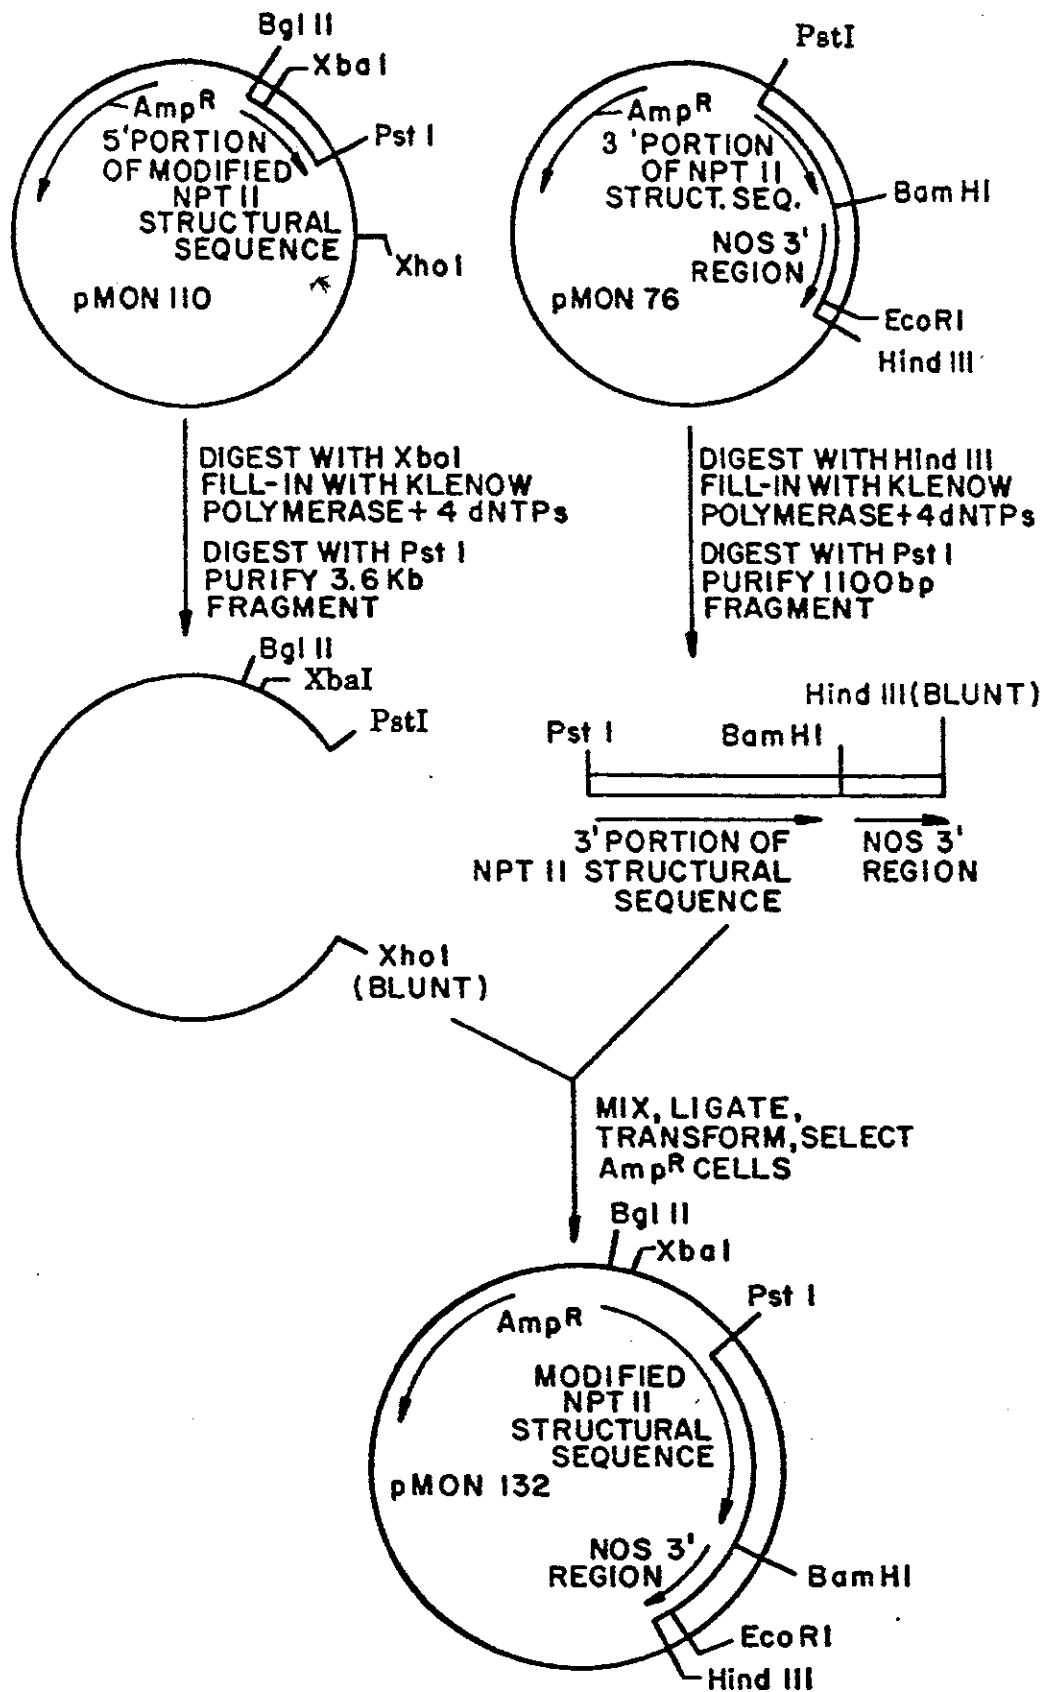 Bgl II
Xba I
Amp R
5' PORTION
OF MODIFIED
NPT II
STRUCTURAL
SEQUENCE
Pst I
Xho I
pMON 110
PstI
Amp R
3' PORTION
OF NPT II
STRUCT. SEQ.
Bam HI
NOS 3'
REGION
pMON 76
EcoRI
Hind III
DIGEST WITH XboI
FILL-IN WITH KLENOW
POLYMERASE + 4 dNTPs
DIGEST WITH Pst I
PURIFY 3.6 Kb
FRAGMENT
DIGEST WITH Hind III
FILL-IN WITH KLENOW
POLYMERASE + 4 dNTPs
DIGEST WITH Pst I
PURIFY 1100 bp
FRAGMENT
Bgl II
XbaI
PstI
Xho I
(BLUNT)
Hind III (BLUNT)
Pst I
Bam HI
3' PORTION OF
NPT II STRUCTURAL
SEQUENCE
NOS 3'
REGION
MIX, LIGATE,
TRANSFORM, SELECT
Amp R CELLS
Bgl II
Xba I
Pst I
Amp R
MODIFIED
NPT II
STRUCTURAL
SEQUENCE
pMON 132
NOS 3'
REGION
Bam HI
Eco RI
Hind III